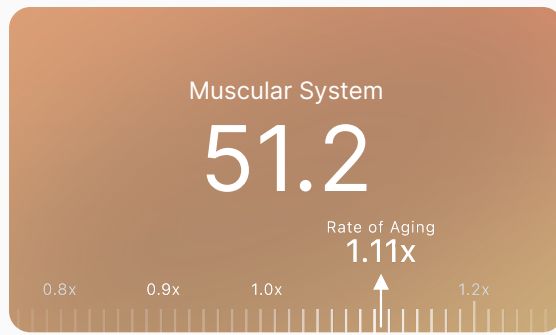 Muscular System
51.2
Rate of Aging
1.11x
0.8x 0.9x 1.0x 1.2x